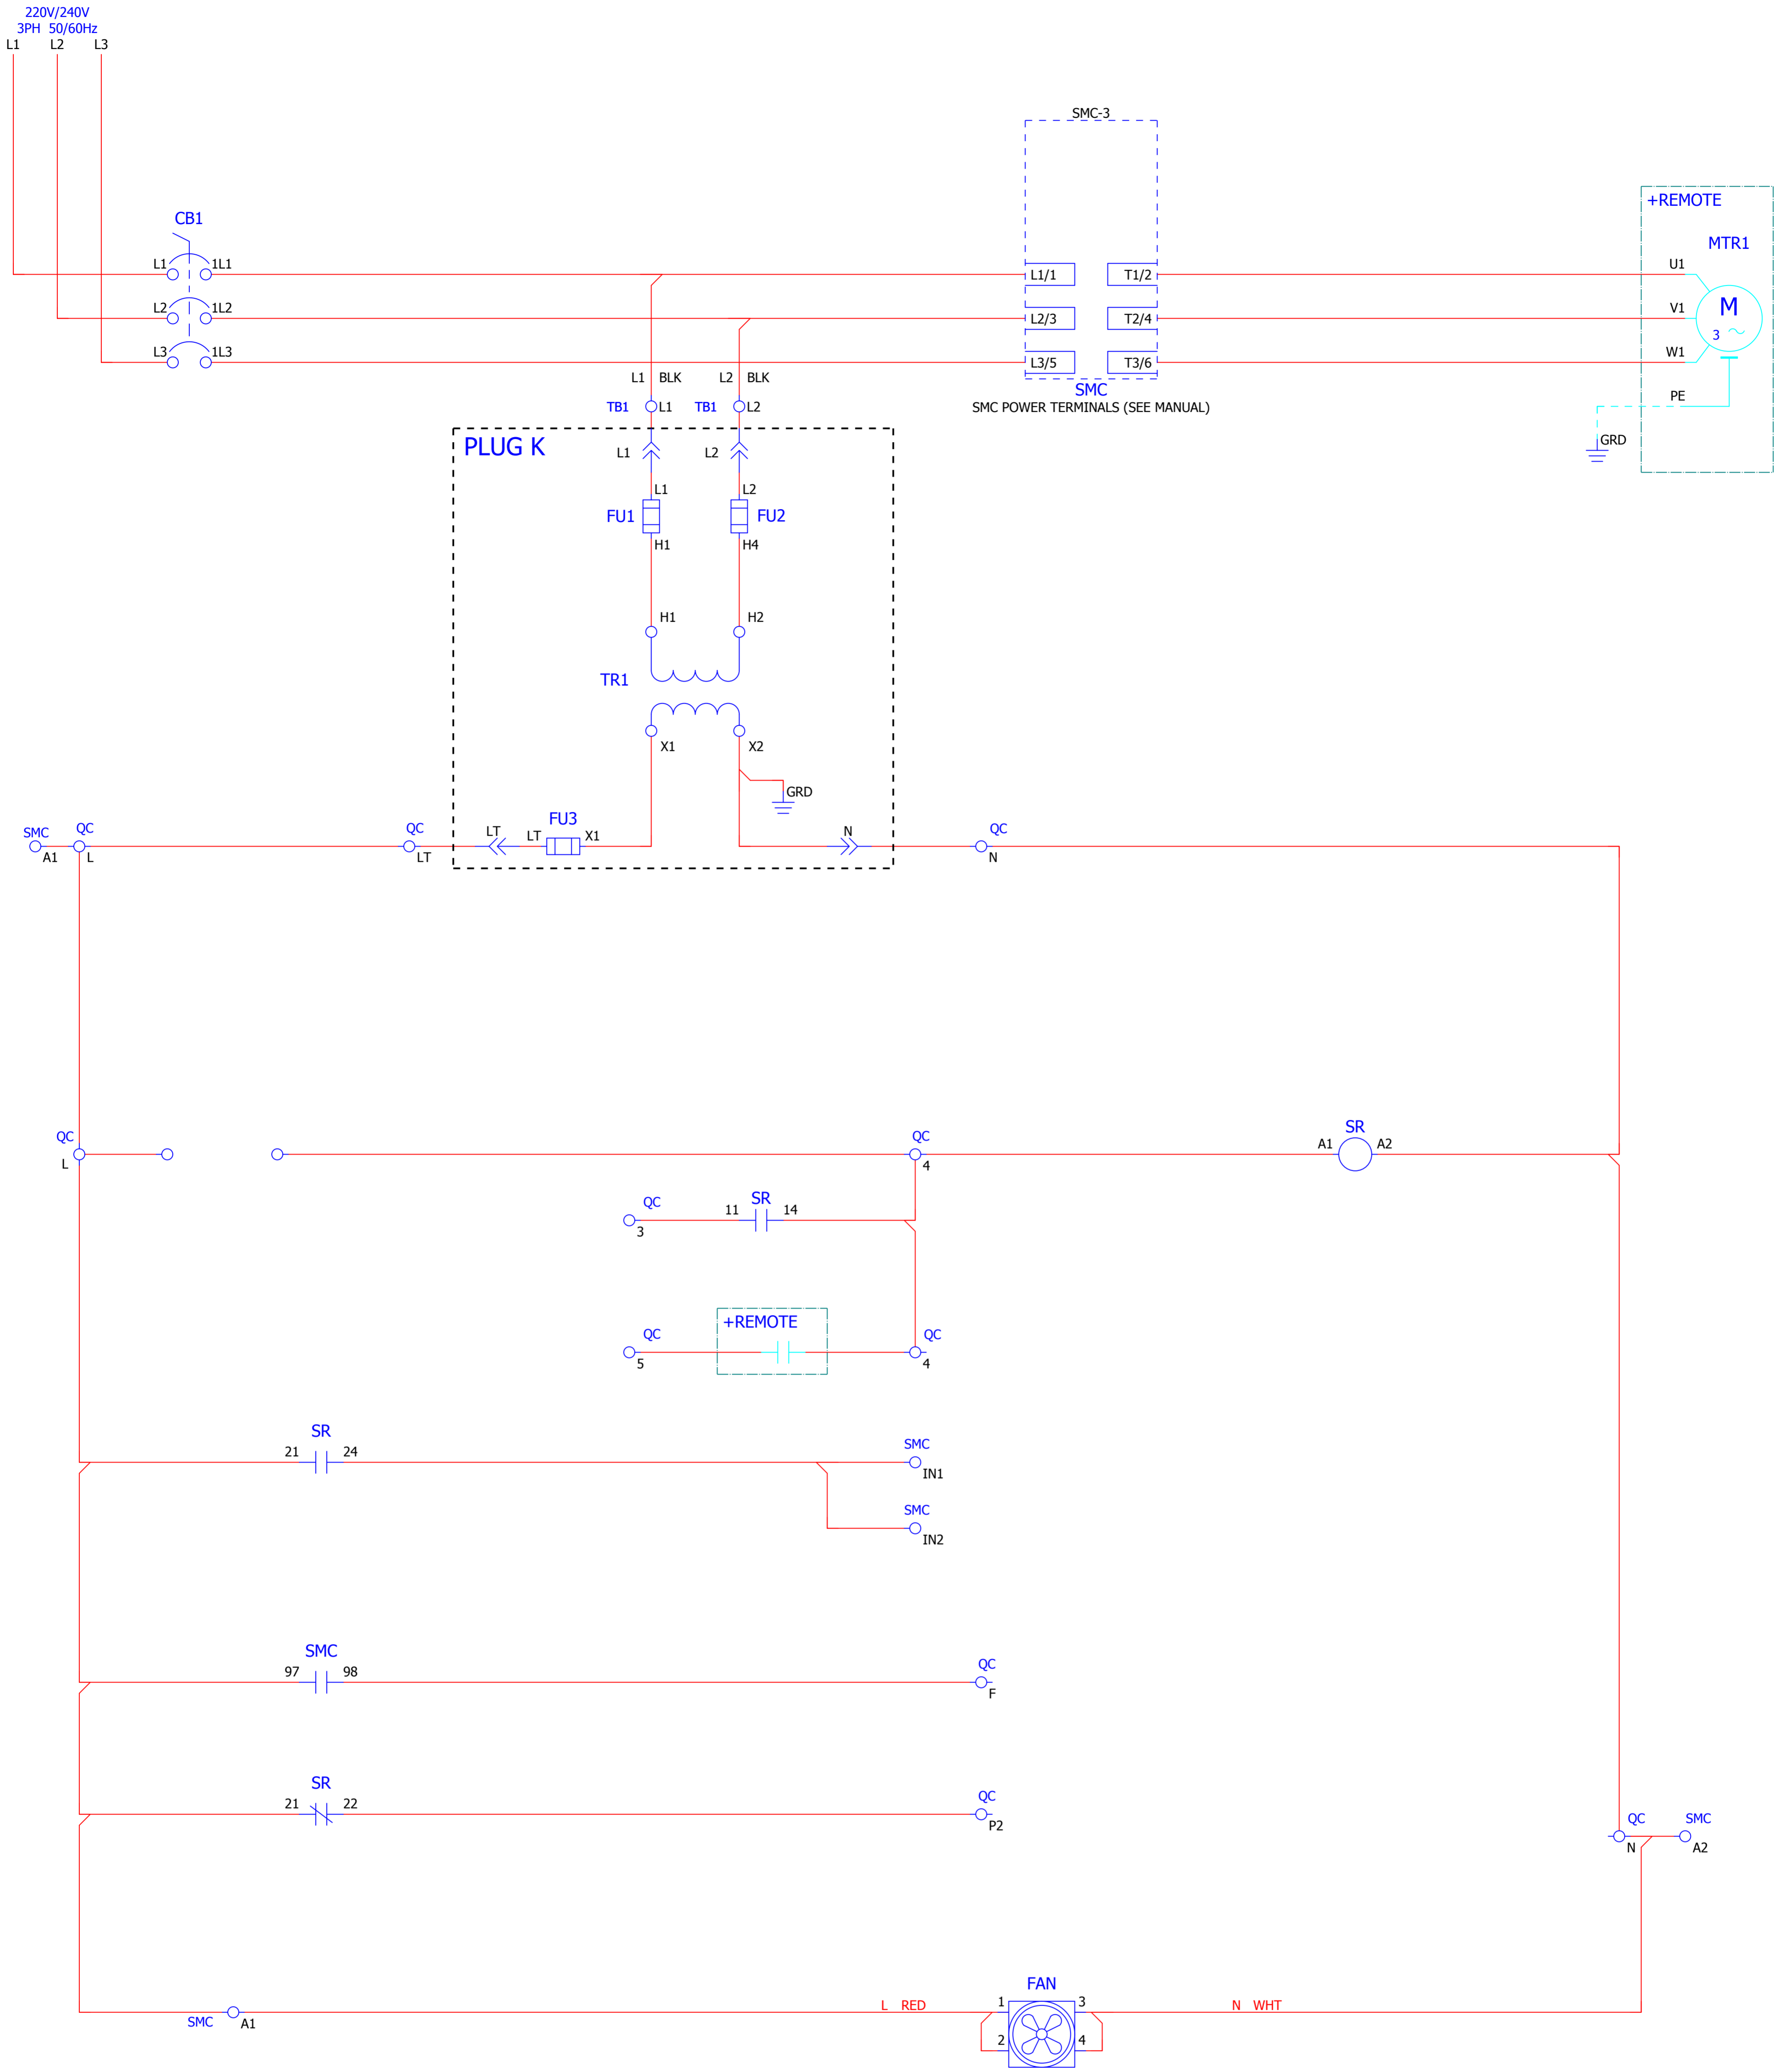 220V/240V
3PH 50/60Hz
L1 L2 L3
SMC-3
CB1
+REMOTE
MTR1
L1 1L1
L1/1 T1/2
U1
L2 1L2
L2/3 T2/4
V1
M
3
L3 1L3
L3/5 T3/6
W1
L1 BLK L2 BLK
SMC
SMC POWER TERMINALS (SEE MANUAL)
PE
TB1 L1 TB1 L2
GRD
PLUG K
L1 L2
L1 L2
FU1 FU2
H1 H4
H1 H2
TR1
X1 X2
GRD
FU3
SMC QC QC LT LT X1 N QC
A1 L LT N
QC QC SR
A1 A2
L 4
QC SR
11 14
3
+REMOTE
QC QC
5 4
SR
21 24 SMC
IN1
SMC
IN2
SMC
97 98 QC
F
SR
21 22 QC
P2
QC SMC
N A2
FAN
L RED 1 3 N WHT
SMC A1
2 4